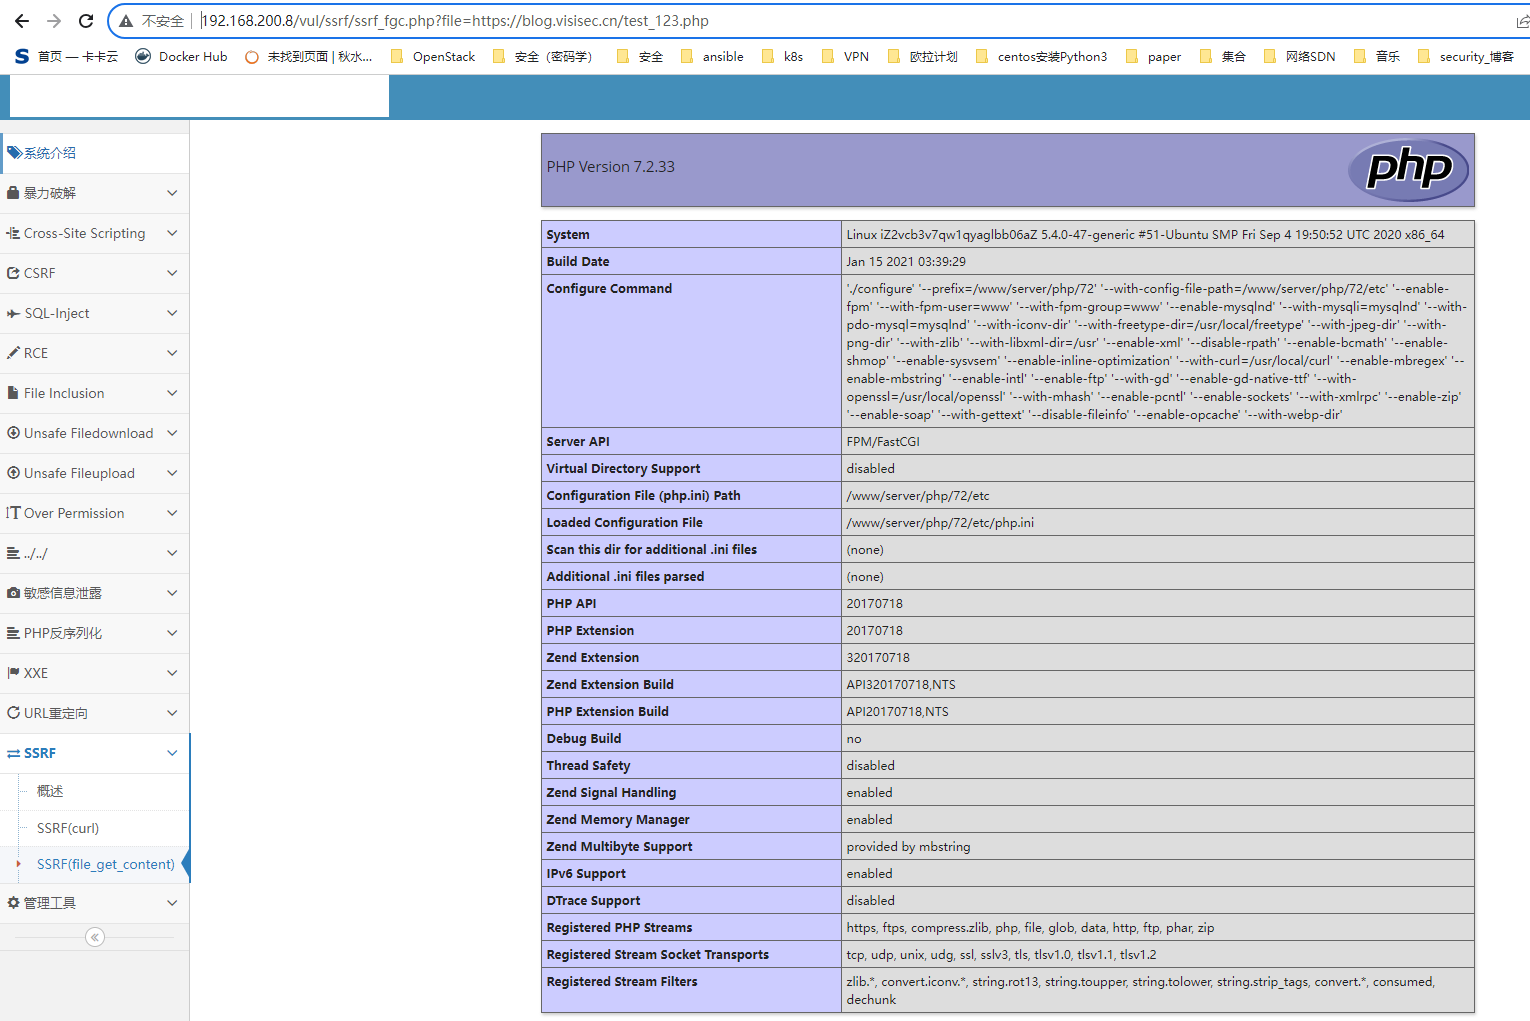 不安全 192.168.200.8/vul/ssrf/ssrf_fgc.php?file=https://blog.visisec.cn/test_123.php
首页 — 卡卡云 Docker Hub 未找到页面 | 秋水... OpenStack 安全（密码学） 安全 ansible k8s VPN 欧拉计划 centos安装Python3 paper 集合 网络SDN 音乐 security_博客
系统介绍
暴力破解
Cross-Site Scripting
CSRF
SQL-Inject
RCE
File Inclusion
Unsafe Filedownload
Unsafe Fileupload
Over Permission
../../
敏感信息泄露
PHP反序列化
XXE
URL重定向
SSRF
概述
SSRF(curl)
SSRF(file_get_content)
管理工具
PHP Version 7.2.33
php
System Linux iZ2vcb3v7qw1qyaglbb06aZ 5.4.0-47-generic #51-Ubuntu SMP Fri Sep 4 19:50:52 UTC 2020 x86_64
Build Date Jan 15 2021 03:39:29
Configure Command './configure' '--prefix=/www/server/php/72' '--with-config-file-path=/www/server/php/72/etc' '--enable-
fpm' '--with-fpm-user=www' '--with-fpm-group=www' '--enable-mysqlnd' '--with-mysqli=mysqlnd' '--with-
pdo-mysql=mysqlnd' '--with-iconv-dir' '--with-freetype-dir=/usr/local/freetype' '--with-jpeg-dir' '--with-
png-dir' '--with-zlib' '--with-libxml-dir=/usr' '--enable-xml' '--disable-rpath' '--enable-bcmath' '--enable-
shmop' '--enable-sysvsem' '--enable-inline-optimization' '--with-curl=/usr/local/curl' '--enable-mbregex' '--
enable-mbstring' '--enable-intl' '--enable-ftp' '--with-gd' '--enable-gd-native-ttf' '--with-
openssl=/usr/local/openssl' '--with-mhash' '--enable-pcntl' '--enable-sockets' '--with-xmlrpc' '--enable-zip'
'--enable-soap' '--with-gettext' '--disable-fileinfo' '--enable-opcache' '--with-webp-dir'
Server API FPM/FastCGI
Virtual Directory Support disabled
Configuration File (php.ini) Path /www/server/php/72/etc
Loaded Configuration File /www/server/php/72/etc/php.ini
Scan this dir for additional .ini files (none)
Additional .ini files parsed (none)
PHP API 20170718
PHP Extension 20170718
Zend Extension 320170718
Zend Extension Build API320170718,NTS
PHP Extension Build API20170718,NTS
Debug Build no
Thread Safety disabled
Zend Signal Handling enabled
Zend Memory Manager enabled
Zend Multibyte Support provided by mbstring
IPv6 Support enabled
DTrace Support disabled
Registered PHP Streams https, ftps, compress.zlib, php, file, glob, data, http, ftp, phar, zip
Registered Stream Socket Transports tcp, udp, unix, udg, ssl, sslv3, tls, tlsv1.0, tlsv1.1, tlsv1.2
Registered Stream Filters zlib.*, convert.iconv.*, string.rot13, string.toupper, string.tolower, string.strip_tags, convert.*, consumed,
dechunk